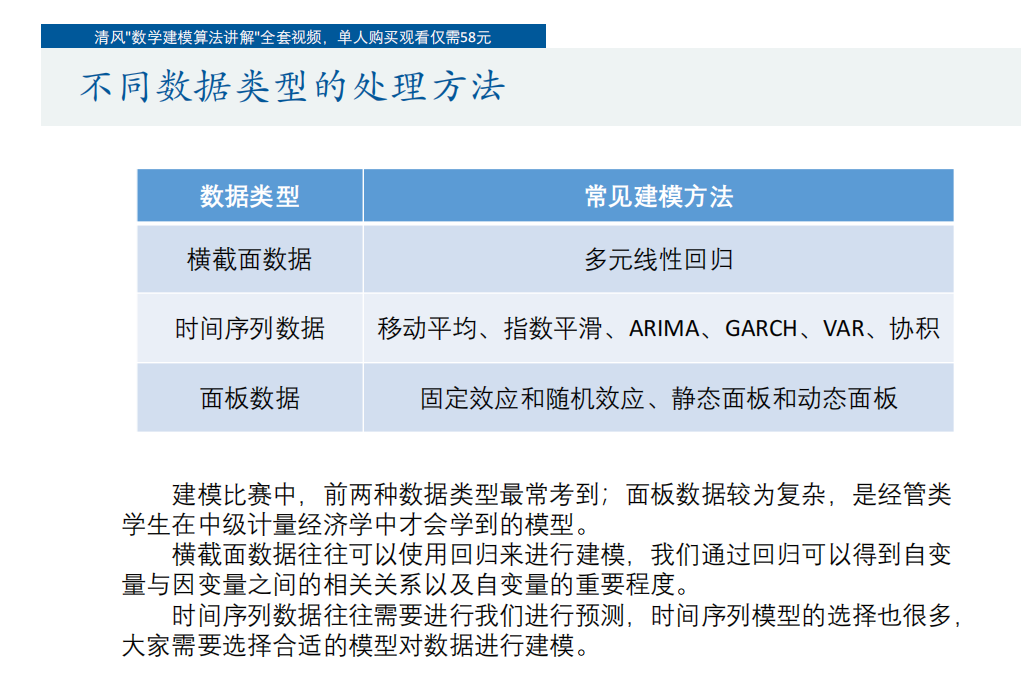 清风"数学建模算法讲解"全套视频，单人购买观看仅需58元
不同数据类型的处理方法
数据类型 常见建模方法
横截面数据 多元线性回归
时间序列数据 移动平均、指数平滑、ARIMA、GARCH、VAR、协积
面板数据 固定效应和随机效应、静态面板和动态面板
建模比赛中，前两种数据类型最常考到；面板数据较为复杂，是经管类
学生在中级计量经济学中才会学到的模型。
横截面数据往往可以使用回归来进行建模，我们通过回归可以得到自变
量与因变量之间的相关关系以及自变量的重要程度。
时间序列数据往往需要进行我们进行预测，时间序列模型的选择也很多，
大家需要选择合适的模型对数据进行建模。